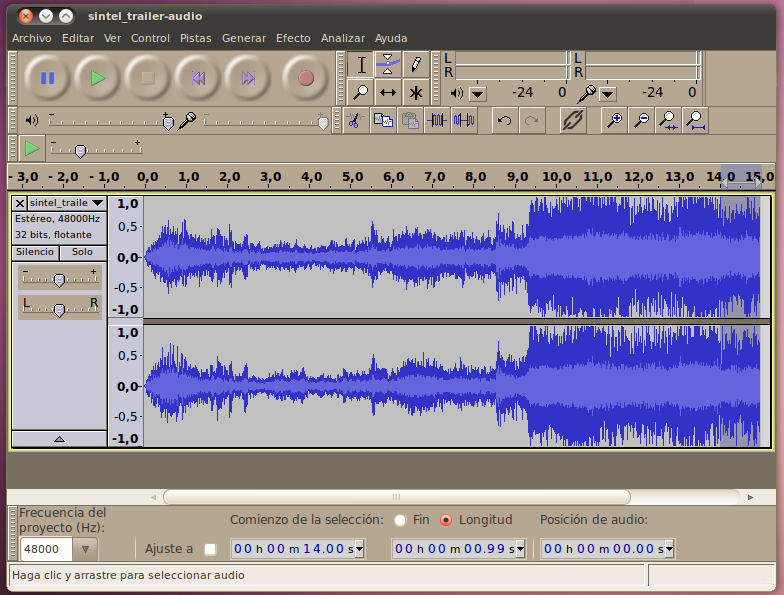 sintel_trailer-audio
Archivo Editar Ver Control Pistas Generar Efecto Analizar Ayuda
L
R
-24 0
L
R
-24 0
- 3,0 - 2,0 - 1,0 0,0 1,0 2,0 3,0 4,0 5,0 6,0 7,0 8,0 9,0 10,0 11,0 12,0 13,0 14,0 15,0
sintel_traile
Estéreo, 48000Hz
32 bits, flotante
Silencio Solo
- +
L R
1,0
0,5-
0,0-
-0,5-
-1,0
1,0
0,5-
0,0-
-0,5-
-1,0
Frecuencia del
proyecto (Hz):
48000
Ajuste a
Comienzo de la selección: Fin Longitud
Posición de audio:
00 h 00 m 14.00 s
00 h 00 m 00.99 s
00 h 00 m 00.00 s
Haga clic y arrastre para seleccionar audio